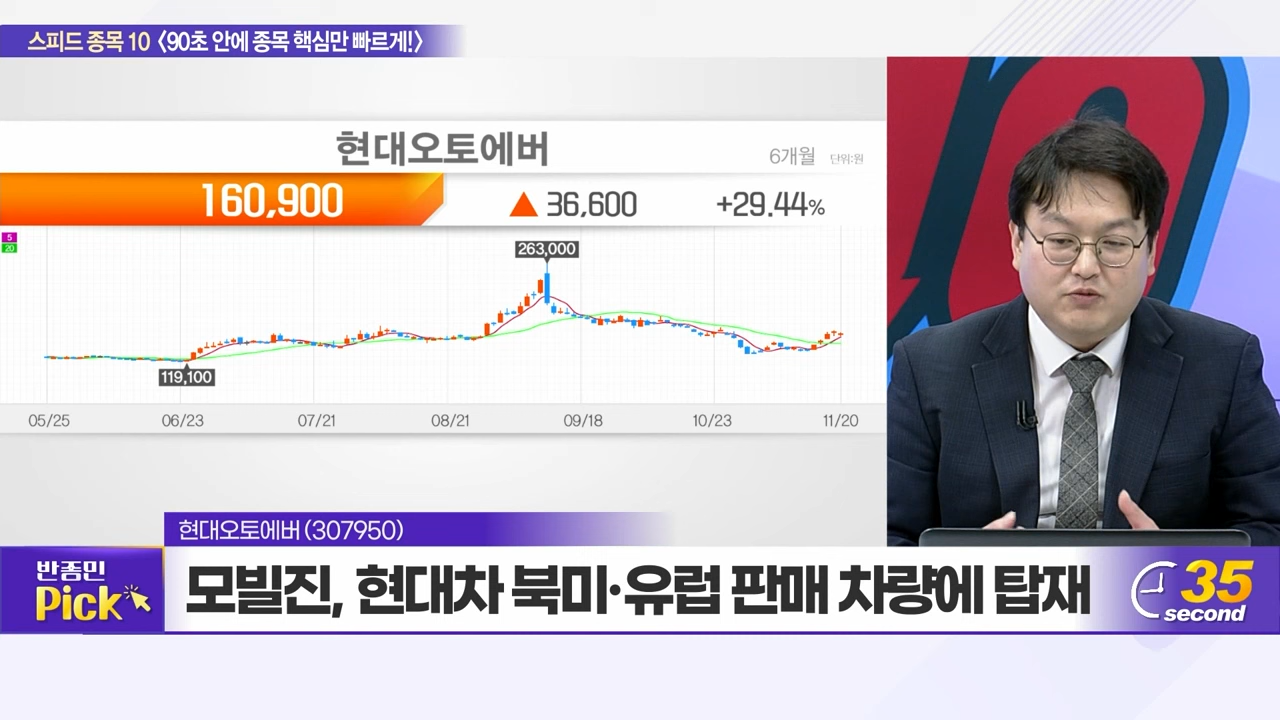 스피드 종목 10 〈90초 안에 종목 핵심만 빠르게!〉
현대오토에버
6개월 단위:원
160,900 ▲ 36,600 +29.44%
5
20
263,000
119,100
05/25 06/23 07/21 08/21 09/18 10/23 11/20
현대오토에버(307950)
반종민
Pick
모빌진, 현대차 북미·유럽 판매 차량에 탑재
35
second